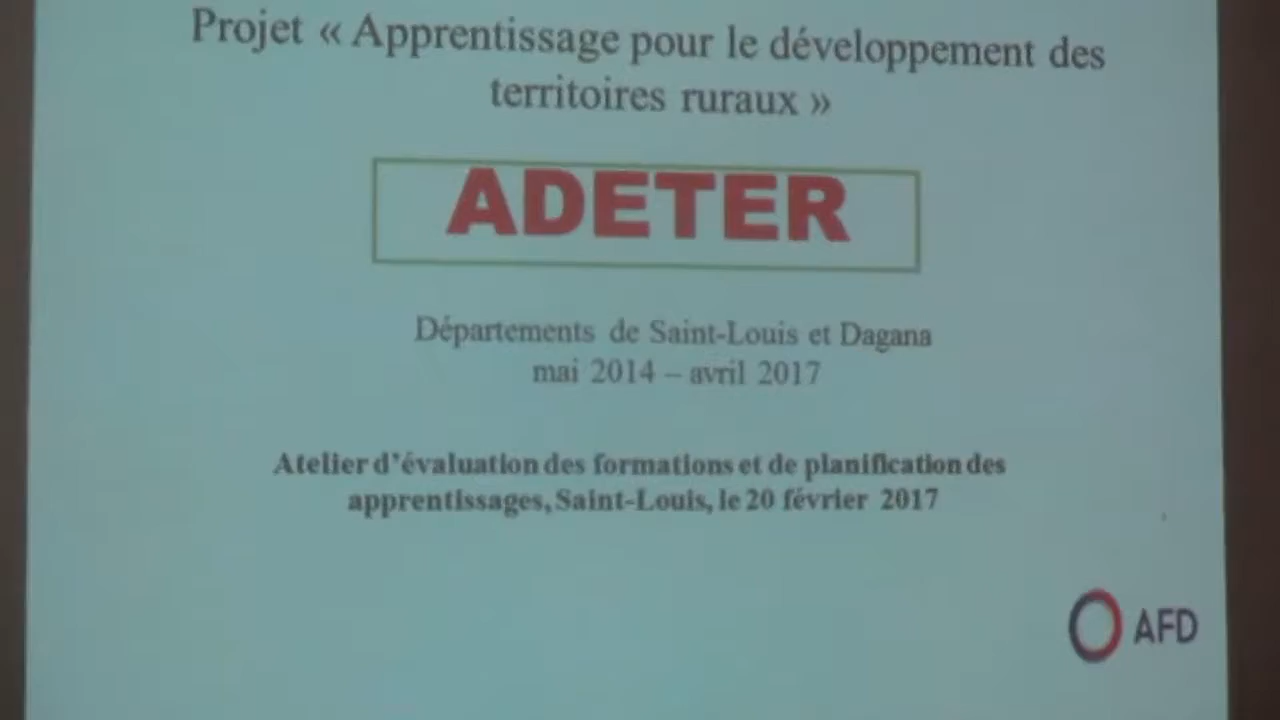 Projet « Apprentissage pour le développement des
territoires ruraux »
ADETER
Départements de Saint-Louis et Dagana
mai 2014 – avril 2017
Atelier d'évaluation des formations et de planification des
apprentissages, Saint-Louis, le 20 février 2017
AFD